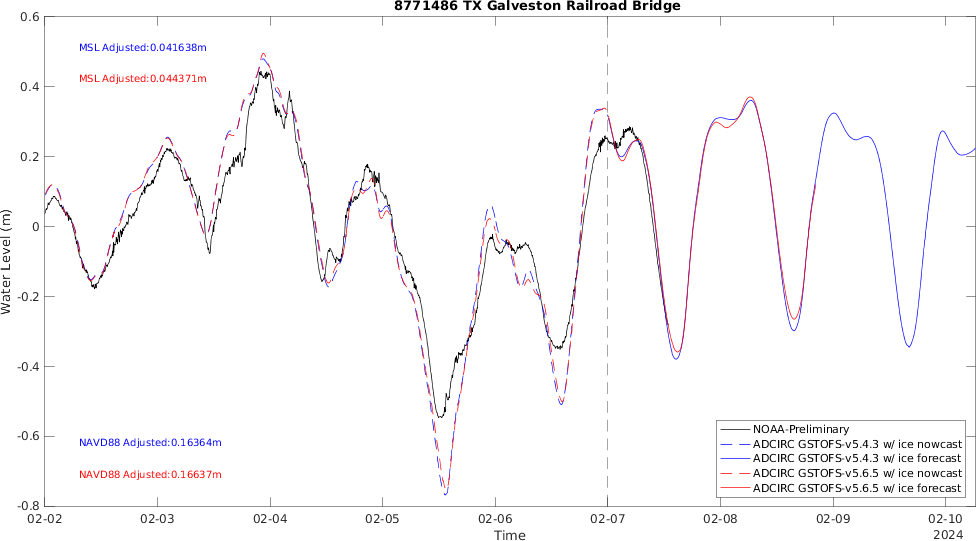 8771486 TX Galveston Railroad Bridge
0.6
MSL Adjusted:0.041638m
MSL Adjusted:0.044371m
0.4
0.2
0
-0.2
-0.4
-0.6
-0.8
Water Level (m)
NAVD88 Adjusted:0.16364m
NAVD88 Adjusted:0.16637m
NOAA-Preliminary
ADCIRC GSTOFS-v5.4.3 w/ ice nowcast
ADCIRC GSTOFS-v5.4.3 w/ ice forecast
ADCIRC GSTOFS-v5.6.5 w/ ice nowcast
ADCIRC GSTOFS-v5.6.5 w/ ice forecast
02-02 02-03 02-04 02-05 02-06 02-07 02-08 02-09 02-10
Time
2024